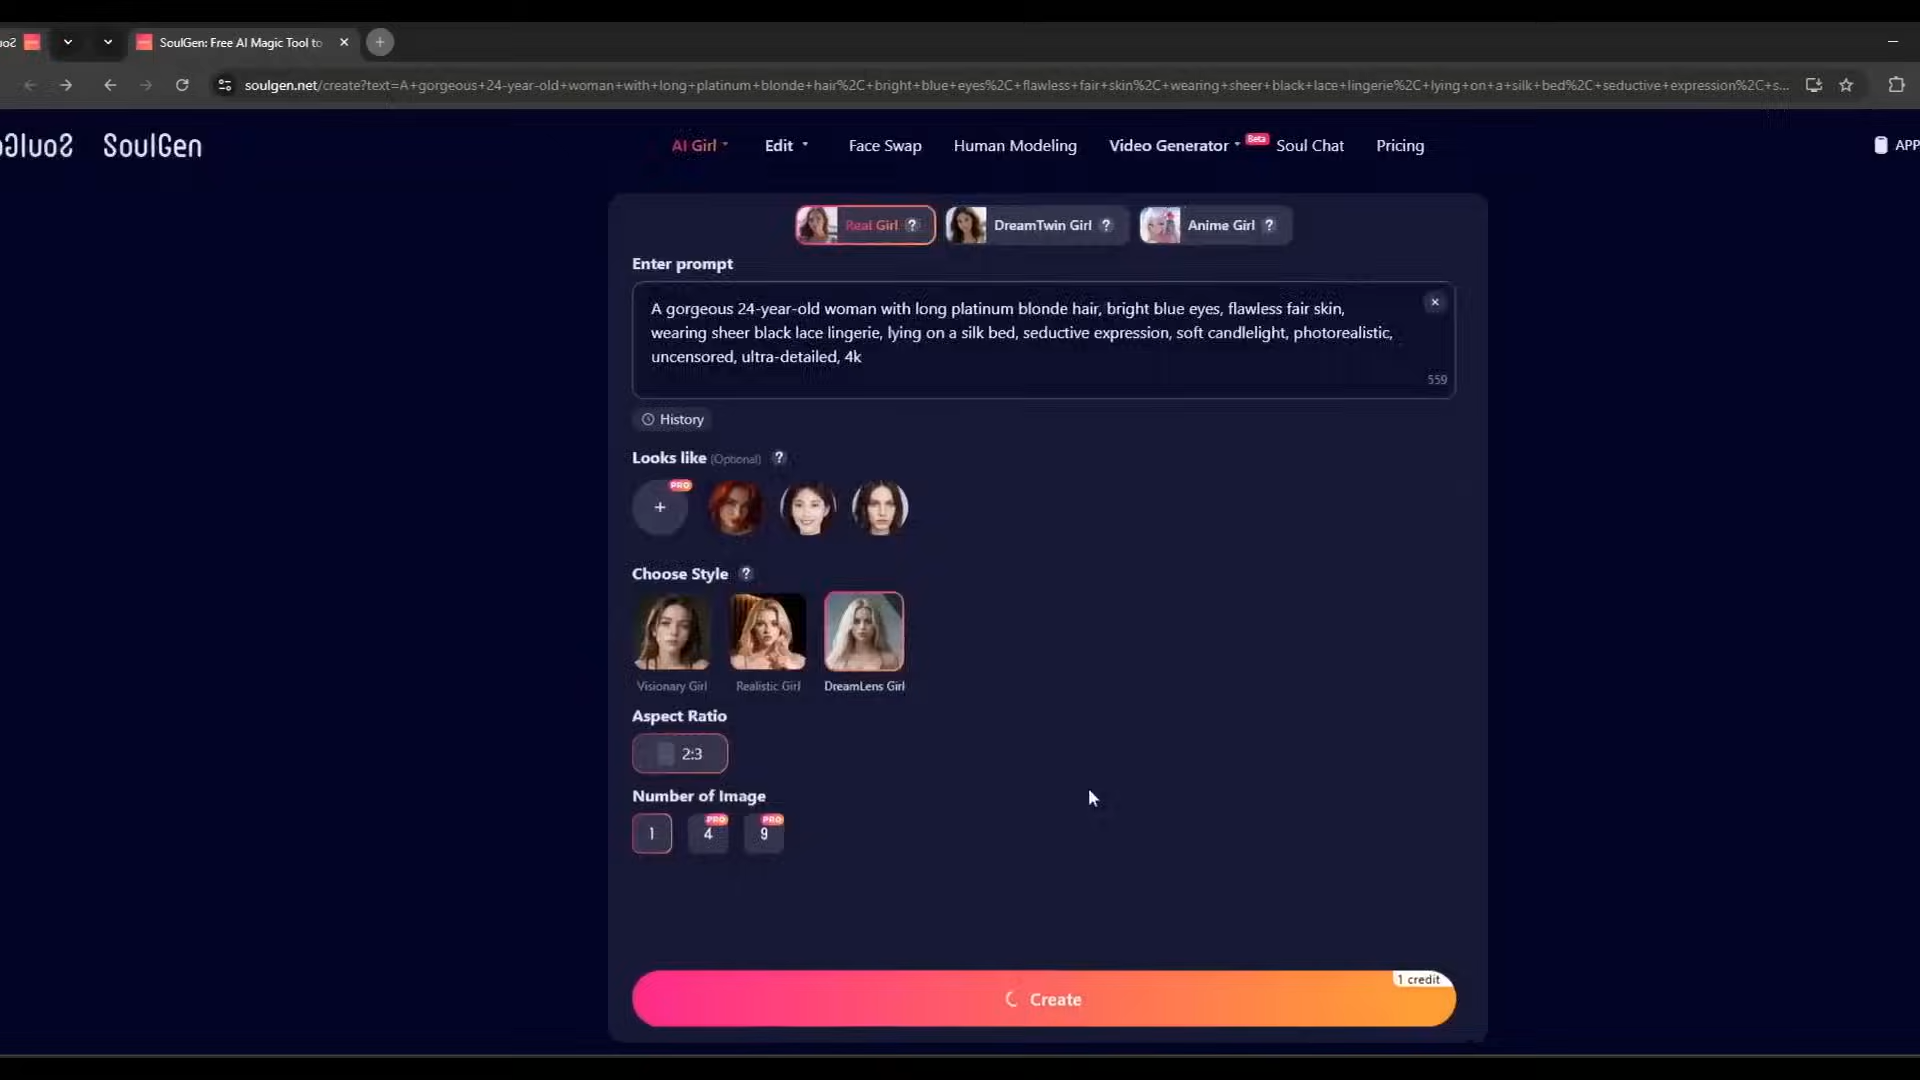 SoulGen: Free AI Magic Tool to
soulgen.net/create?text=A+gorgeous+24-year-old+woman+with+long+platinum+blonde+hair%2C+bright+blue+eyes%2C+flawless+fair+skin%2C+wearing+sheer+black+lace+lingerie%2C+lying+on+a+silk+bed%2C+seductive+expression%2C+s...
SoulGen
AI Girl
Edit
Face Swap
Human Modeling
Video Generator
Beta
Soul Chat
Pricing
APP
Real Girl ?
DreamTwin Girl ?
Anime Girl ?
Enter prompt
A gorgeous 24-year-old woman with long platinum blonde hair, bright blue eyes, flawless fair skin,
wearing sheer black lace lingerie, lying on a silk bed, seductive expression, soft candlelight, photorealistic,
uncensored, ultra-detailed, 4k
559
History
Looks like (Optional) ?
PRO
+
Choose Style ?
Visionary Girl
Realistic Girl
DreamLens Girl
Aspect Ratio
2:3
Number of Image
1
4 PRO
9 PRO
1 credit
Create